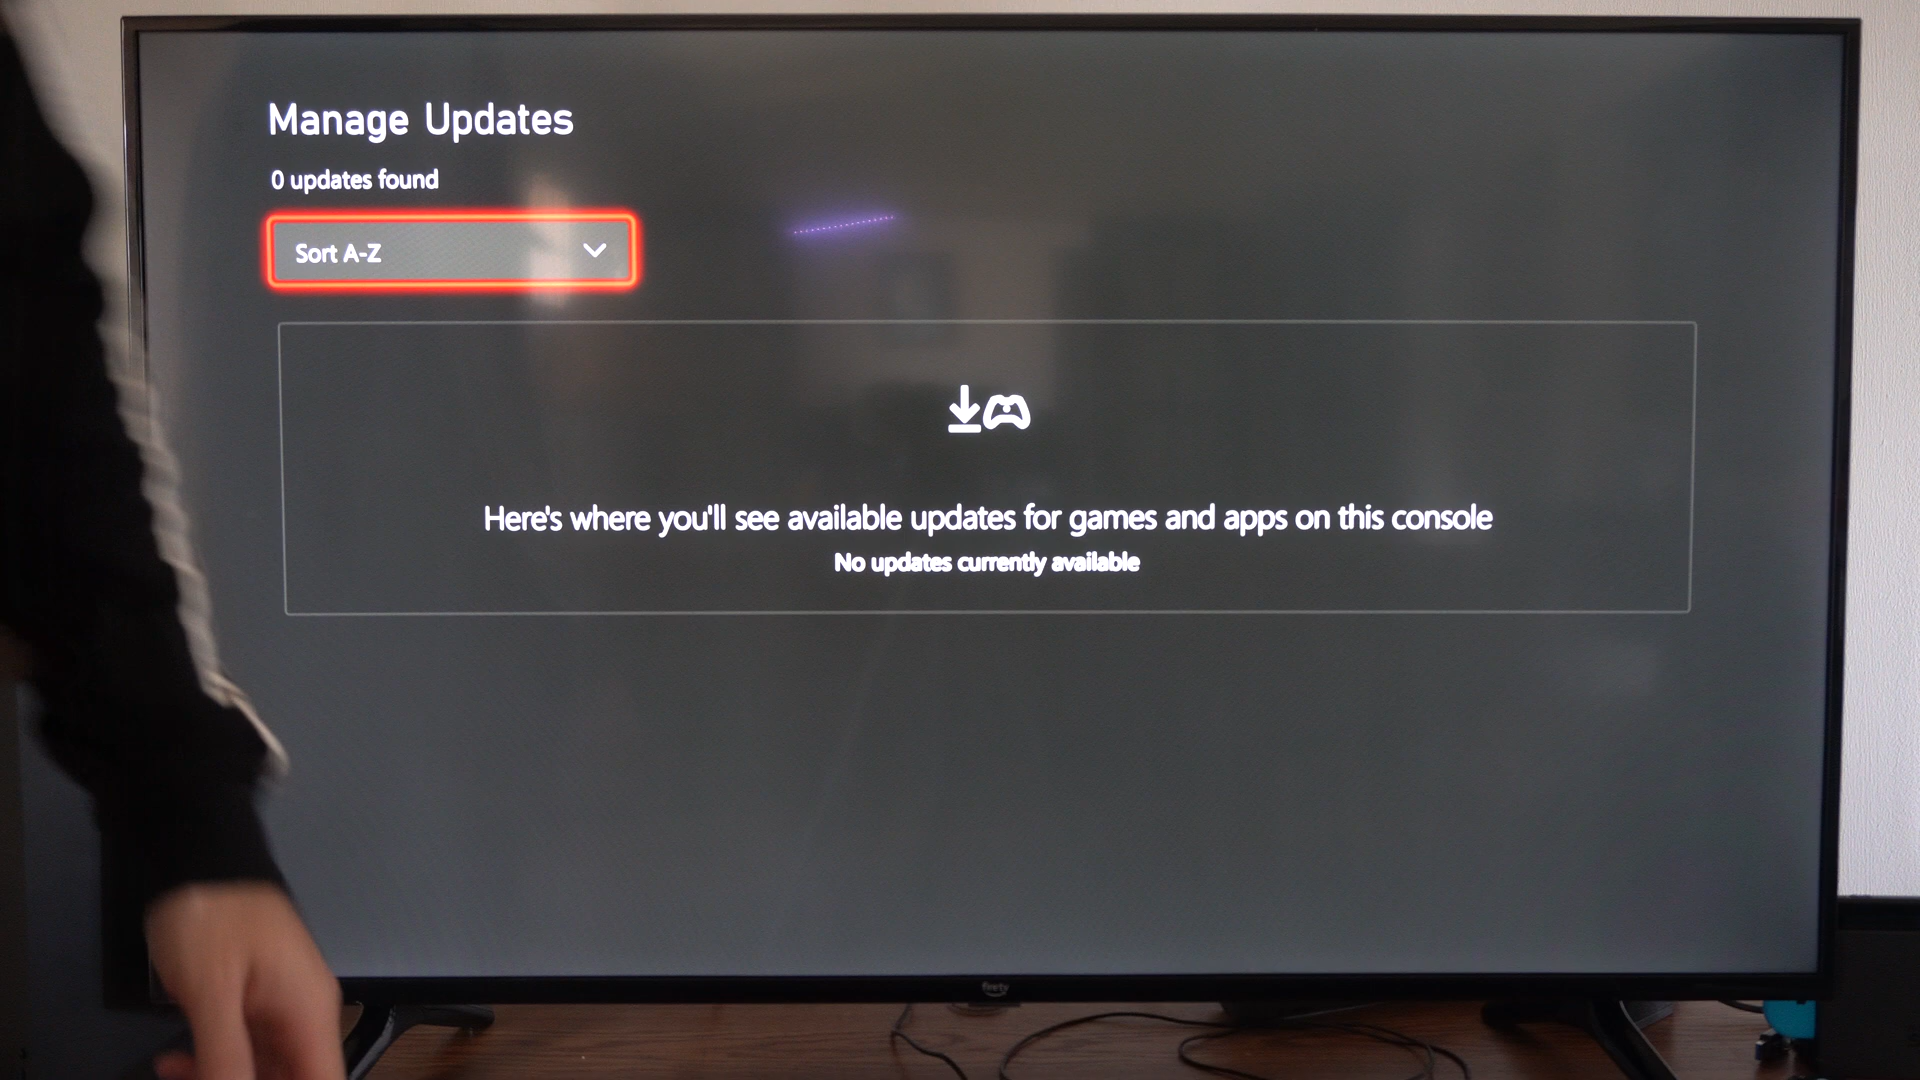 Manage Updates
0 updates found
Sort A-Z
Here's where you'll see available updates for games and apps on this console
No updates currently available
firetv